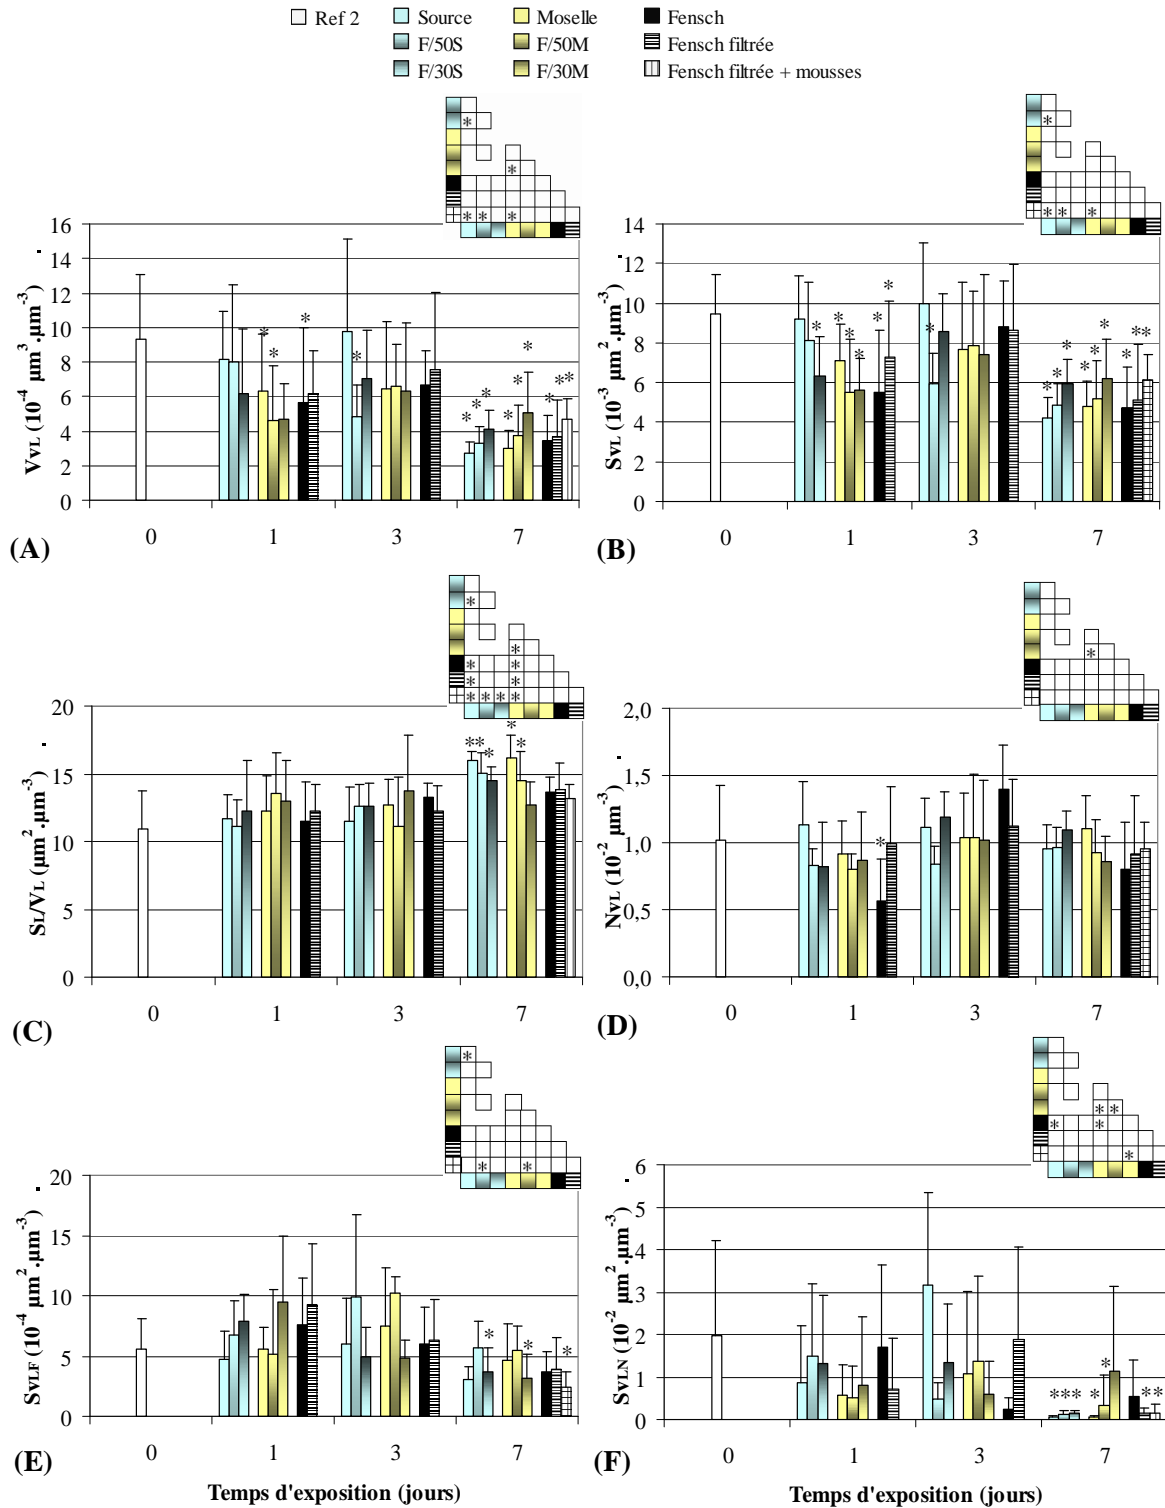 Ref 2 Source Moselle Fensch
F/50S F/50M Fensch filtrée
F/30S F/30M Fensch filtrée + mousses
*
*
* * *
16
14
12
10
8
6
4
2
0
VVL (10-4 µm3.µm-3)
* * * * * * * * * * * *
0 1 3 7
(A)
*
* * *
14
12
10
8
6
4
2
0
SVL (10-3 µm2.µm-3)
* * * * * * * * * * * * * * * *
0 1 3 7
(B)
*
*
* *
* *
* * * * *
20
15
10
5
0
SL/VL (µm2.µm-3)
** * * *
0 1 3 7
(C)
*
2,0
1,5
1,0
0,5
0,0
NVL (10-2 µm-3)
*
0 1 3 7
(D)
*
* *
20
15
10
5
0
SVLF (10-4 µm2.µm-3)
* * *
0 1 3 7
(E)
Temps d'exposition (jours)
* *
* *
*
6
5
4
3
2
1
0
SVLN (10-2 µm2.µm-3)
*** * * **
0 1 3 7
(F)
Temps d'exposition (jours)